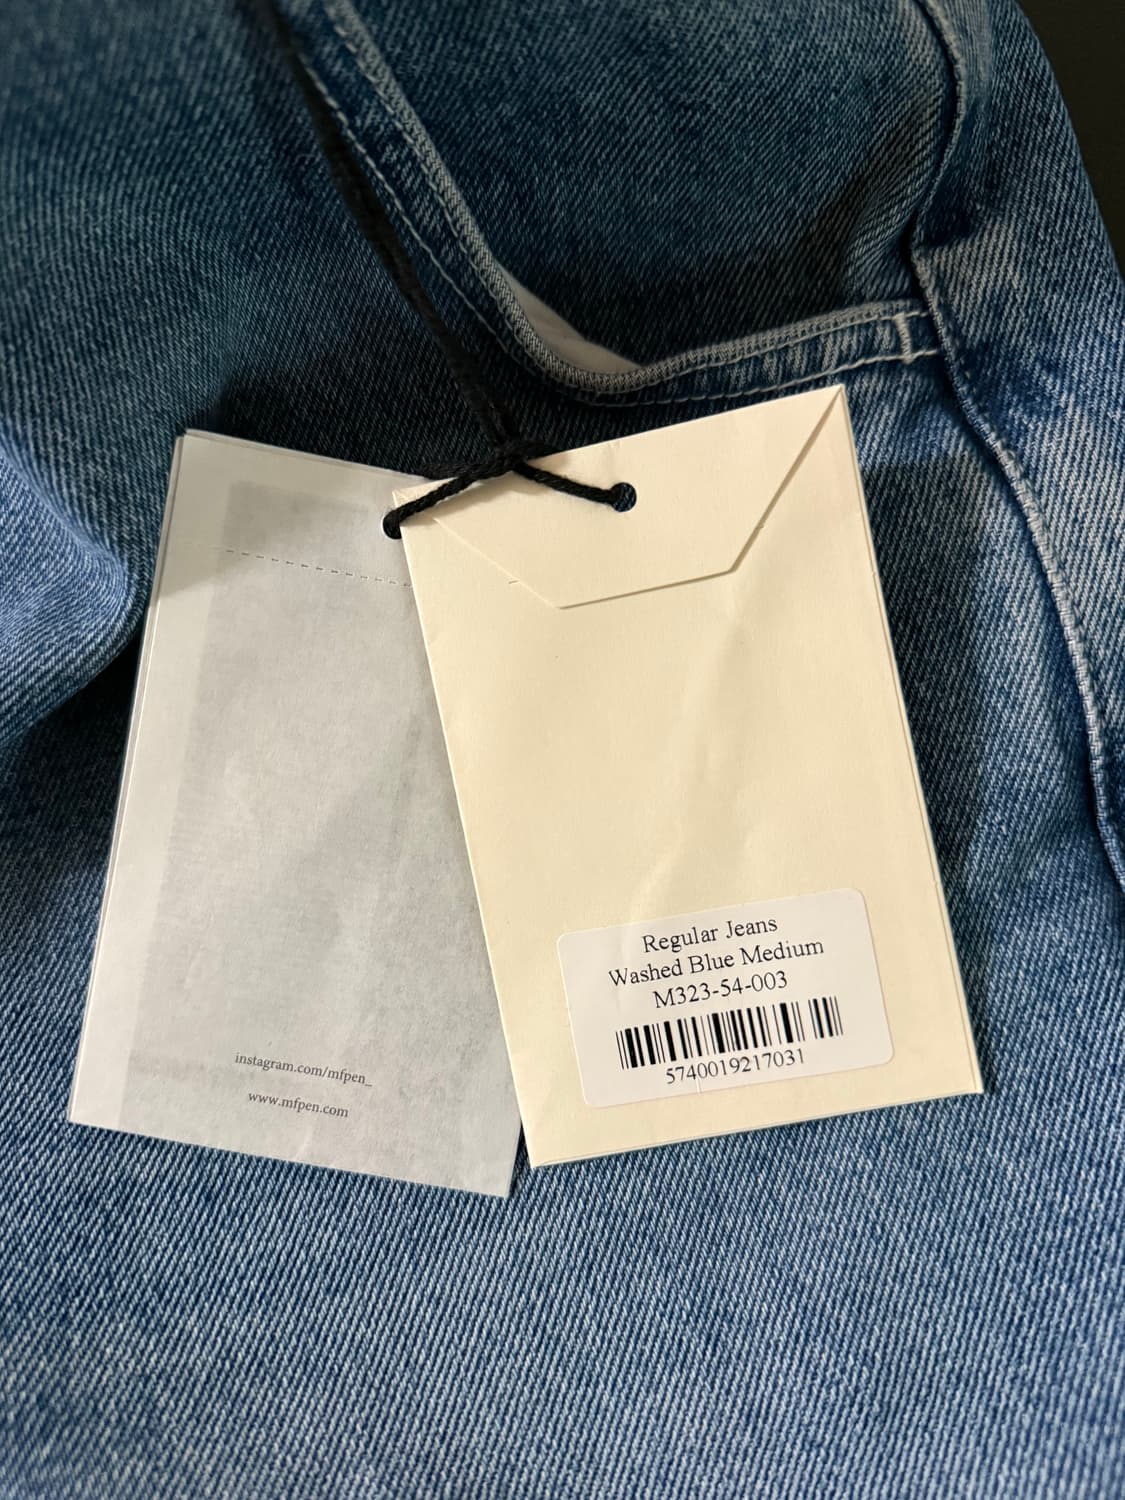 instagram.com/mfpen_
www.mfpen.com
Regular Jeans
Washed Blue Medium
M323-54-003
5740019217031